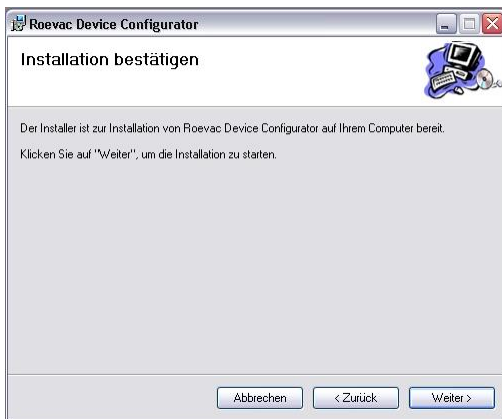 Roevac Device Configurator
Installation bestätigen
Der Installer ist zur Installation von Roevac Device Configurator auf Ihrem Computer bereit.
Klicken Sie auf "Weiter", um die Installation zu starten.
Abbrechen
< Zurück
Weiter >